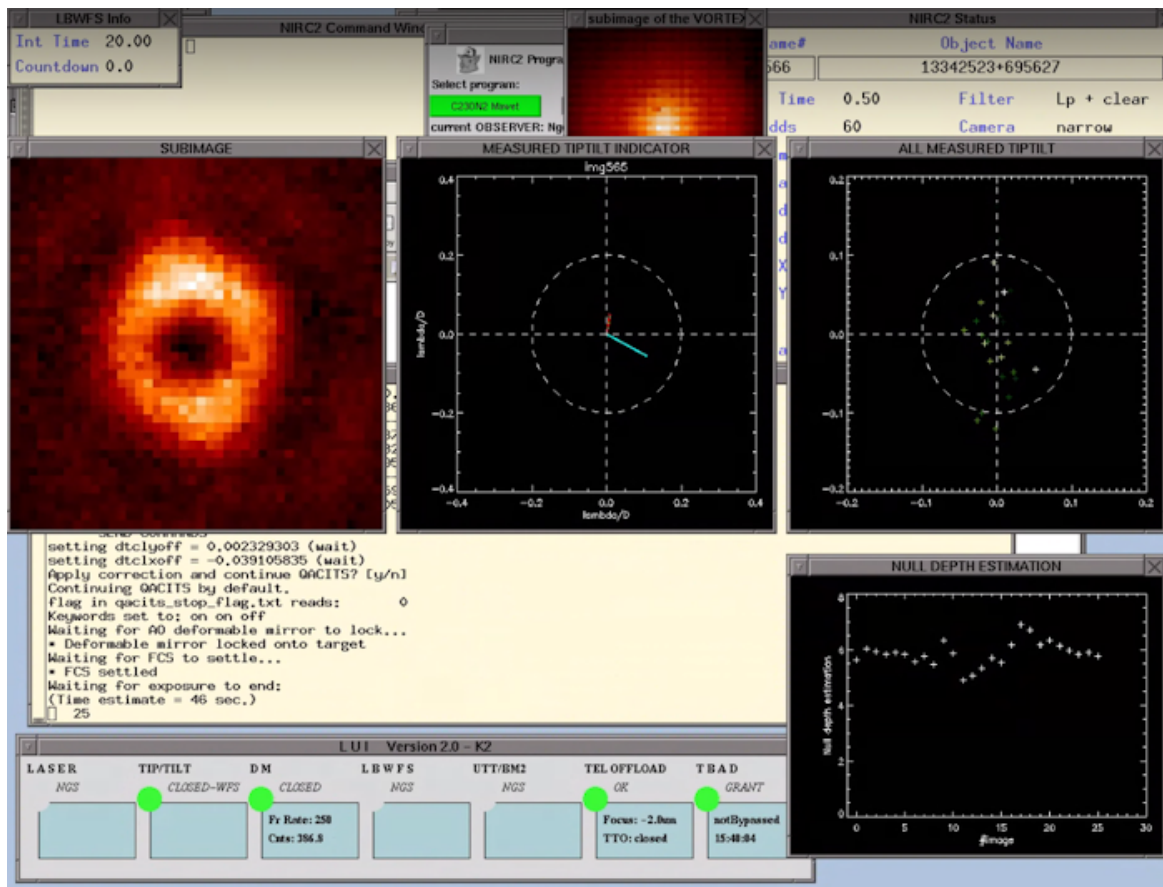 LBWFS Info
Int Time 20.00
Countdown 0.0
NIRC2 Command Win
NIRC2 Progra
Select program:
C230N2 Mawet
current OBSERVER: Ng
subimage of the VORTEX
NIRC2 Status
ame#
Object Name
566
13342523+695627
Time 0.50 Filter Lp + clear
dds 60 Camera narrow
SUBIMAGE
MEASURED TIPTILT INDICATOR
img565
0.4
0.2
0.0
-0.2
-0.4
lambda/D
-0.4 -0.2 0.0 0.2 0.4
lambda/D
ALL MEASURED TIPTILT
0.2
0.1
0.0
-0.1
-0.2
-0.2 -0.1 0.0 0.1 0.2
d
d
X
Y
a
setting dtclyoff = 0.002329303 (wait)
setting dtclxoff = -0.039105835 (wait)
Apply correction and continue QACITS? [y/n]
Continuing QACITS by default.
flag in qacits_stop_flag.txt reads: 0
Keywords set to: on on off
Waiting for AO deformable mirror to lock...
* Deformable mirror locked onto target
Waiting for FCS to settle...
* FCS settled
Waiting for exposure to end:
(Time estimate = 46 sec.)
25
NULL DEPTH ESTIMATION
8
6
4
2
0
Null depth estimation
0 5 10 15 20 25 30
#image
LUI Version 2.0 - K2
LASER TIP/TILT DM LBWFS UTT/BM2 TEL OFFLOAD TBAD
NGS CLOSED-WFS CLOSED NGS NGS OK GRANT
Fr Rate: 250 Focus: -2.0um notBypassed
Cnts: 386.8 TTO: closed 15:40:04